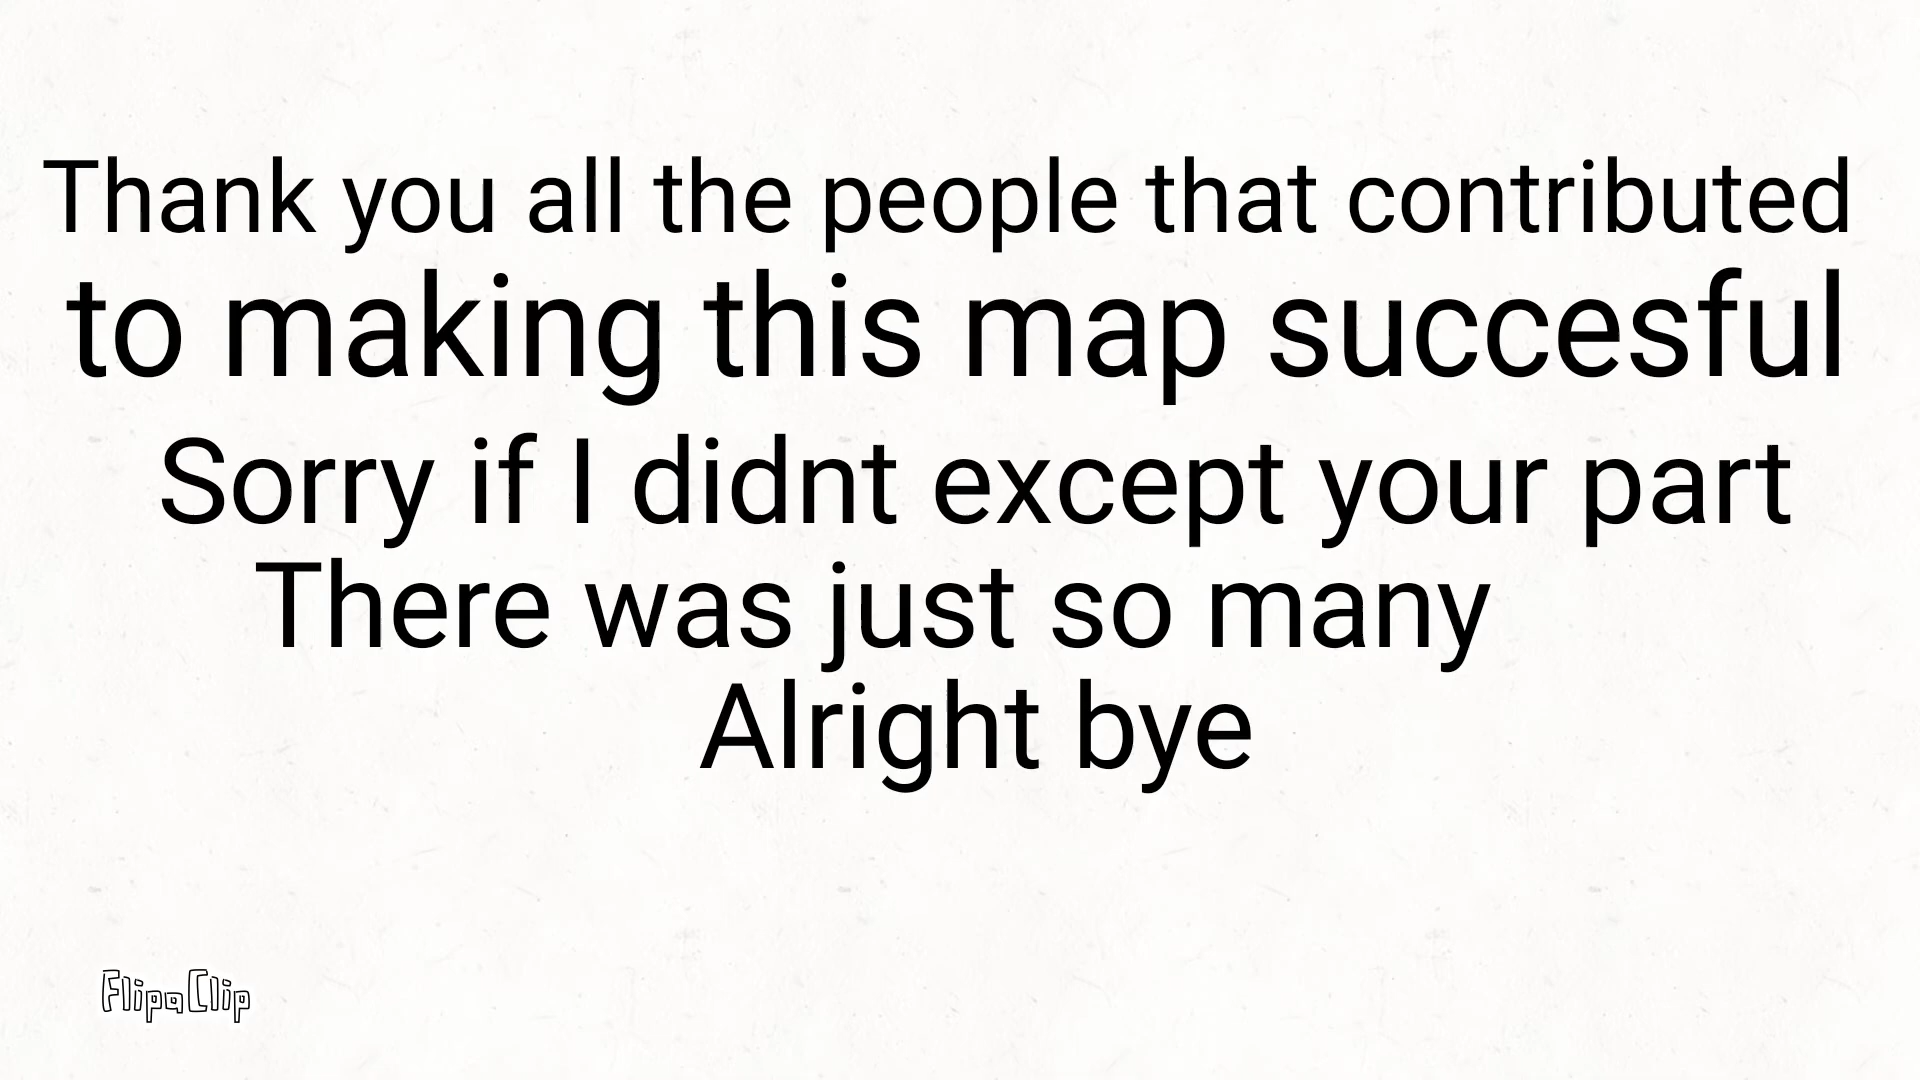 Thank you all the people that contributed
to making this map succesful
Sorry if I didnt except your part
There was just so many
Alright bye
FlipaClip